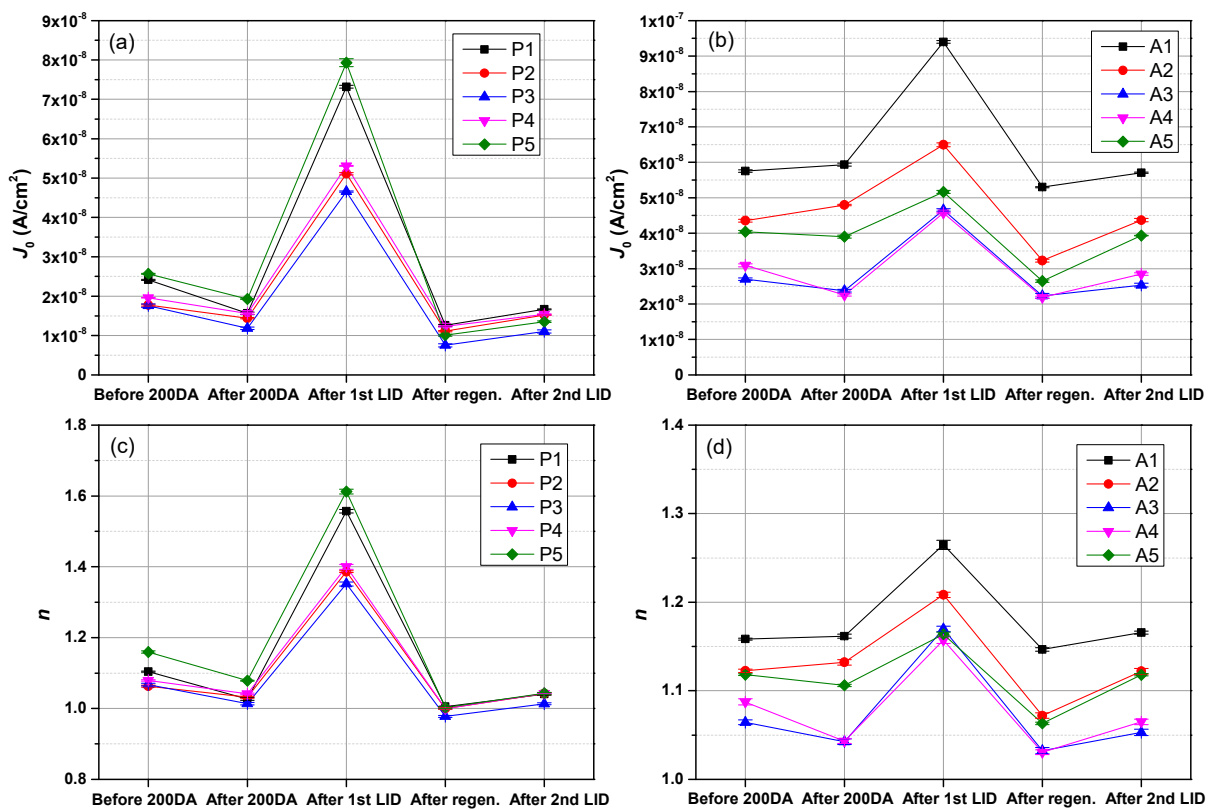 (a)
J₀ (A/cm²)
9x10⁻⁸
8x10⁻⁸
7x10⁻⁸
6x10⁻⁸
5x10⁻⁸
4x10⁻⁸
3x10⁻⁸
2x10⁻⁸
1x10⁻⁸
0
P1
P2
P3
P4
P5
Before 200DA After 200DA After 1st LID After regen. After 2nd LID
(b)
J₀ (A/cm²)
1x10⁻⁷
9x10⁻⁸
8x10⁻⁸
7x10⁻⁸
6x10⁻⁸
5x10⁻⁸
4x10⁻⁸
3x10⁻⁸
2x10⁻⁸
1x10⁻⁸
0
A1
A2
A3
A4
A5
Before 200DA After 200DA After 1st LID After regen. After 2nd LID
(c)
n
1.8
1.6
1.4
1.2
1.0
0.8
P1
P2
P3
P4
P5
Before 200DA After 200DA After 1st LID After regen. After 2nd LID
(d)
n
1.4
1.3
1.2
1.1
1.0
A1
A2
A3
A4
A5
Before 200DA After 200DA After 1st LID After regen. After 2nd LID